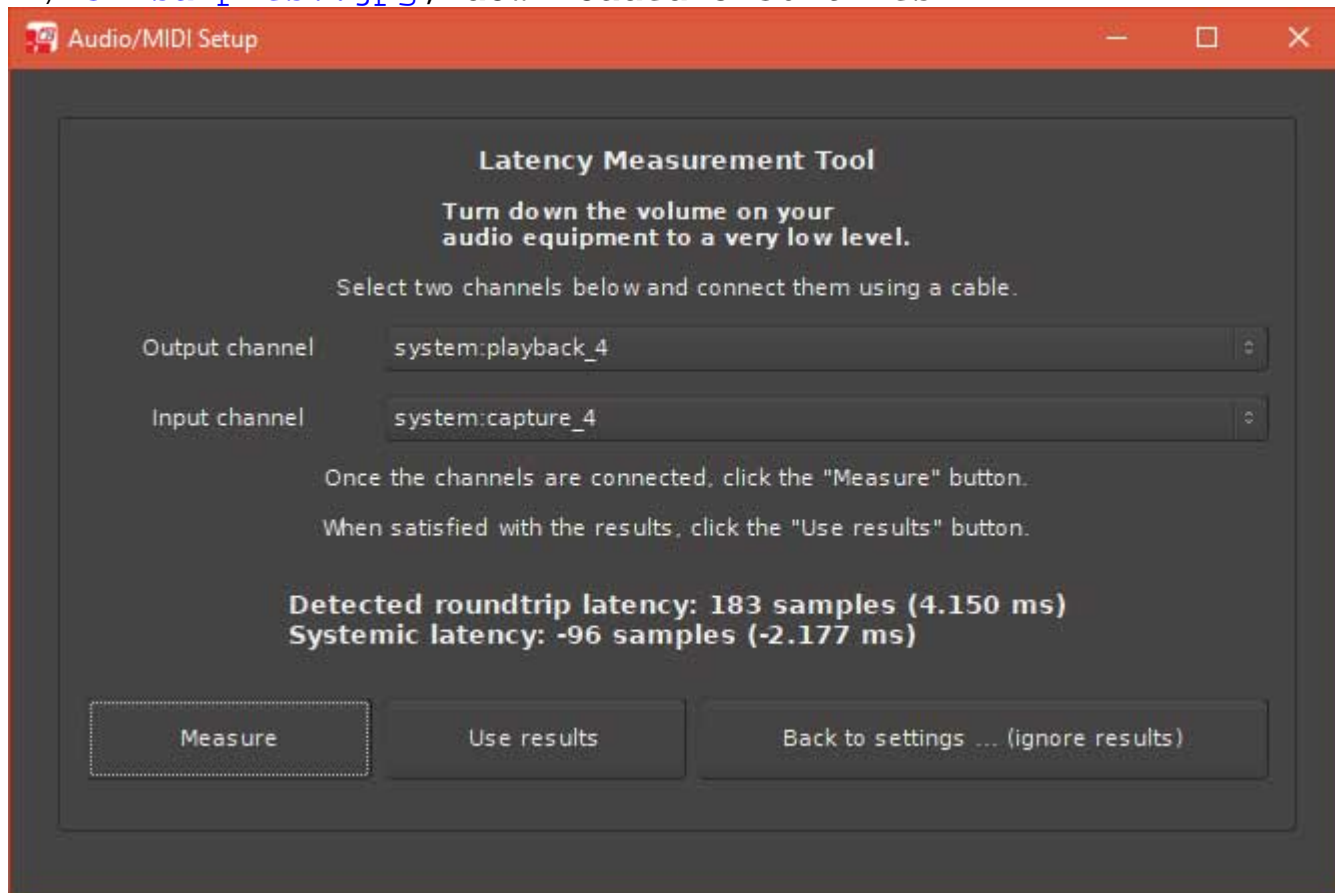 Audio/MIDI Setup
Latency Measurement Tool
Turn down the volume on your
audio equipment to a very low level.
Select two channels below and connect them using a cable.
Output channel system:playback_4
Input channel system:capture_4
Once the channels are connected, click the "Measure" button.
When satisfied with the results, click the "Use results" button.
Detected roundtrip latency: 183 samples (4.150 ms)
Systemic latency: -96 samples (-2.177 ms)
Measure Use results Back to settings ... (ignore results)